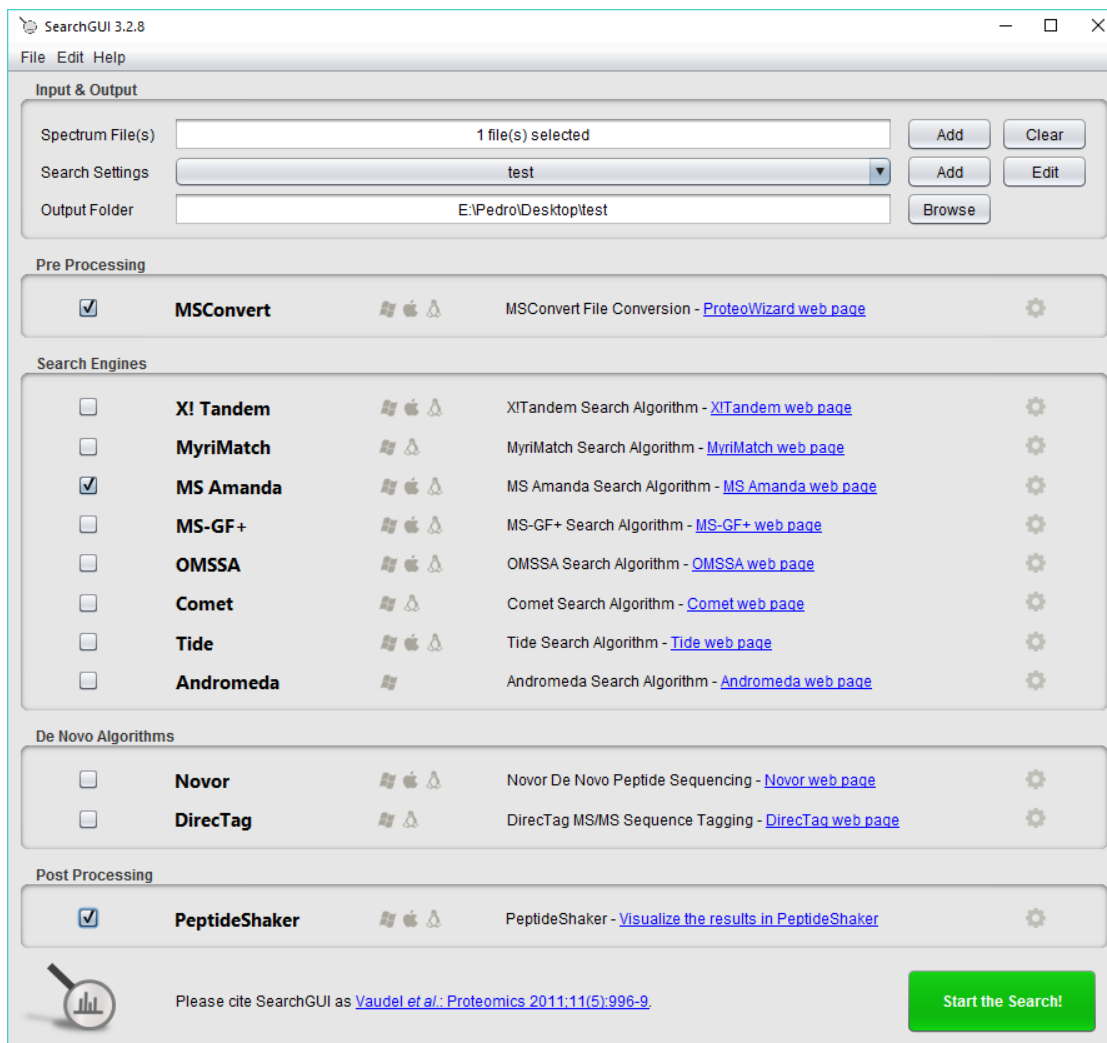 SearchGUI 3.2.8
File Edit Help
Input & Output
Spectrum File(s) 1 file(s) selected Add Clear
Search Settings test Add Edit
Output Folder E:\Pedro\Desktop\test Browse
Pre Processing
MSConvert MSConvert File Conversion - ProteoWizard web page
Search Engines
X! Tandem X!Tandem Search Algorithm - X!Tandem web page
MyriMatch MyriMatch Search Algorithm - MyriMatch web page
MS Amanda MS Amanda Search Algorithm - MS Amanda web page
MS-GF+ MS-GF+ Search Algorithm - MS-GF+ web page
OMSSA OMSSA Search Algorithm - OMSSA web page
Comet Comet Search Algorithm - Comet web page
Tide Tide Search Algorithm - Tide web page
Andromeda Andromeda Search Algorithm - Andromeda web page
De Novo Algorithms
Novor Novor De Novo Peptide Sequencing - Novor web page
DirecTag DirecTag MS/MS Sequence Tagging - DirecTag web page
Post Processing
PeptideShaker PeptideShaker - Visualize the results in PeptideShaker
Please cite SearchGUI as Vaudel et al.: Proteomics 2011;11(5):996-9. Start the Search!